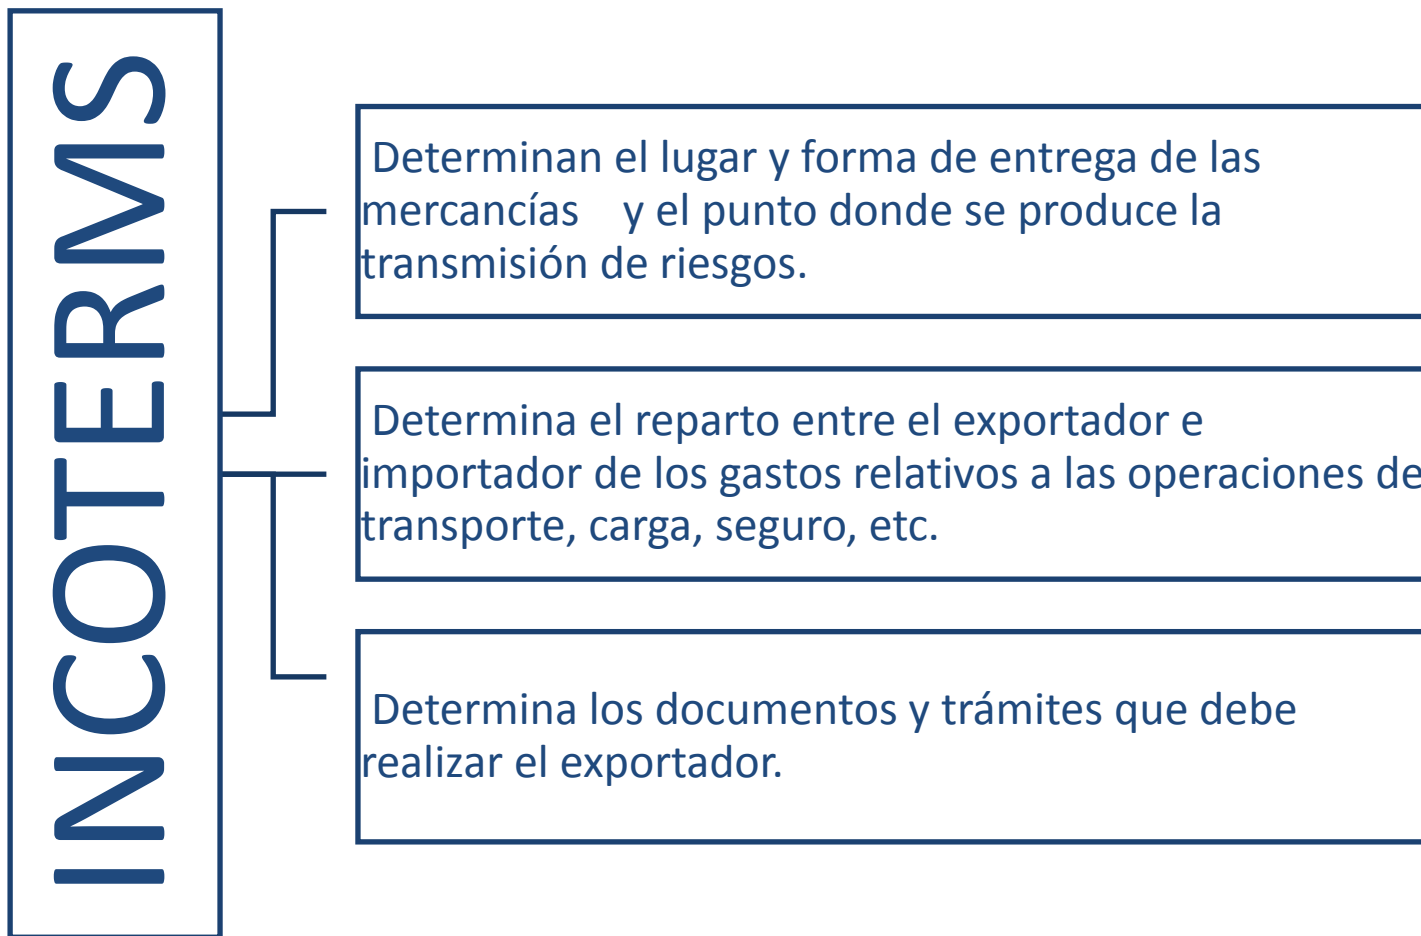 INCOTERMS
Determinan el lugar y forma de entrega de las
mercancías y el punto donde se produce la
transmisión de riesgos.
Determina el reparto entre el exportador e
importador de los gastos relativos a las operaciones de
transporte, carga, seguro, etc.
Determina los documentos y trámites que debe
realizar el exportador.